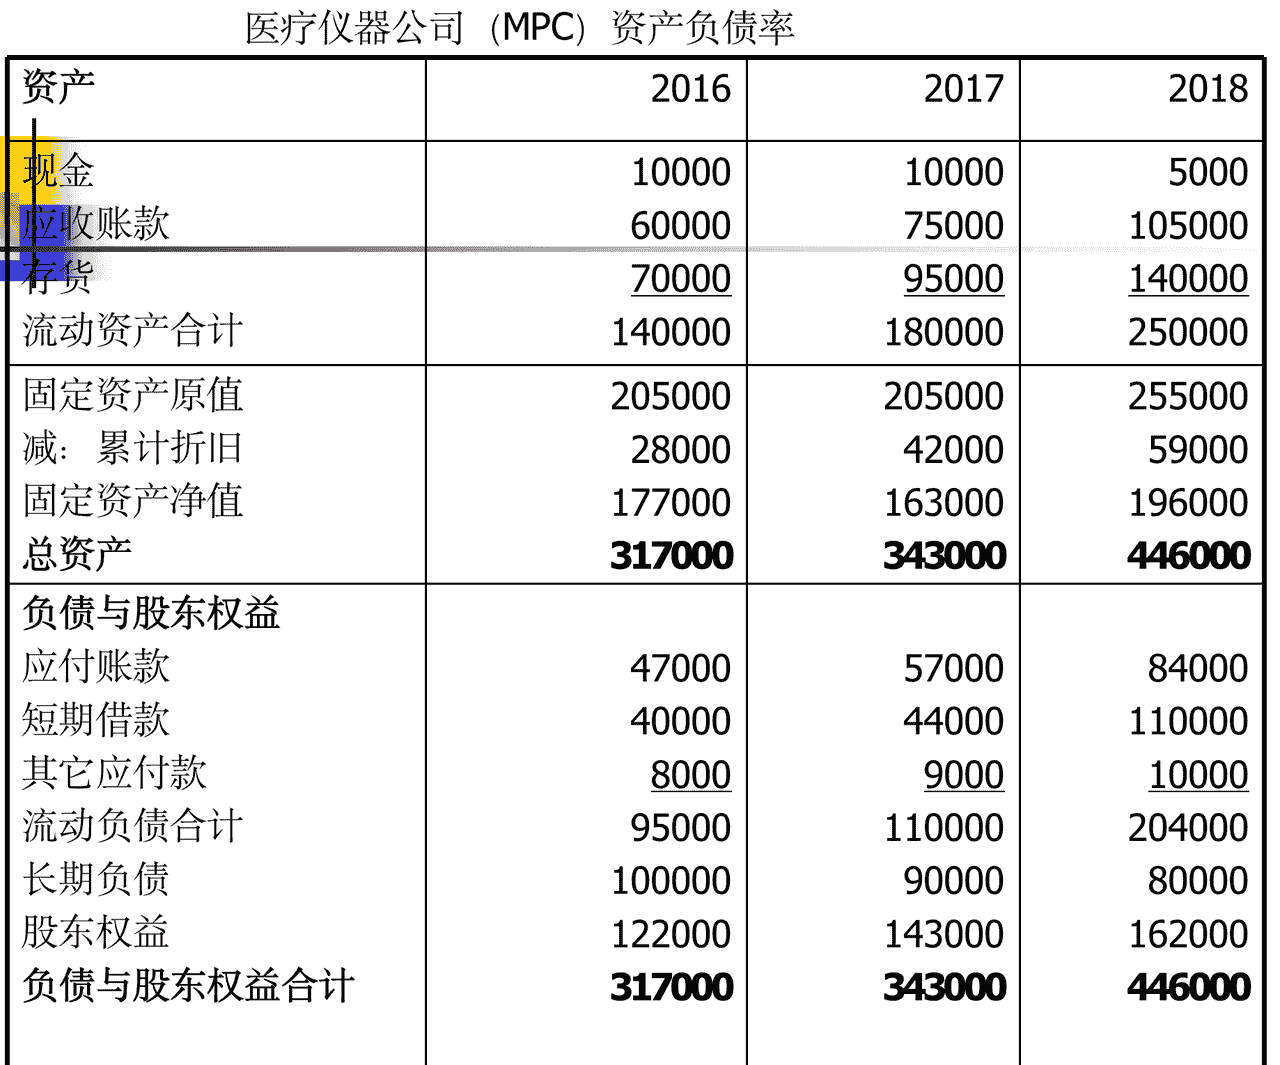 医疗仪器公司（MPC）资产负债率
资产 2016 2017 2018
现金 10000 10000 5000
应收账款 60000 75000 105000
存货 70000 95000 140000
流动资产合计 140000 180000 250000
固定资产原值 205000 205000 255000
减：累计折旧 28000 42000 59000
固定资产净值 177000 163000 196000
总资产 317000 343000 446000
负债与股东权益
应付账款 47000 57000 84000
短期借款 40000 44000 110000
其它应付款 8000 9000 10000
流动负债合计 95000 110000 204000
长期负债 100000 90000 80000
股东权益 122000 143000 162000
负债与股东权益合计 317000 343000 446000